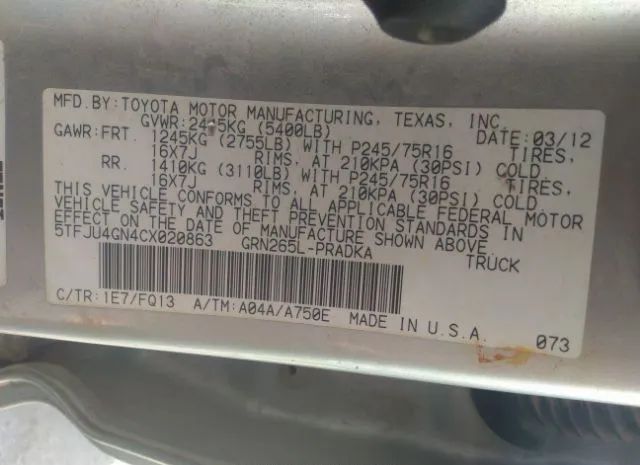 MFD.BY:TOYOTA MOTOR MANUFACTURING, TEXAS, INC.
GVWR: (5400LB) DATE:03/12
GAWR:FRT. 1245KG (2755LB) WITH P245/75R16 TIRES,
16X7J RIMS, AT 210KPA (30PSI) COLD
RR. 1410KG (3110LB) WITH P245/75R16 TIRES,
16X7J RIMS, AT 210KPA (30PSI) COLD
THIS VEHICLE CONFORMS TO ALL APPLICABLE FEDERAL MOTOR
VEHICLE SAFETY AND THEFT PREVENTION STANDARDS IN
EFFECT ON THE DATE OF MANUFACTURE SHOWN ABOVE
5TFJU4GN4CX020863 GRN265L-PRADKA TRUCK
C/TR:1E7/FQ13 A/TM:A04A/A750E MADE IN U.S.A. 073